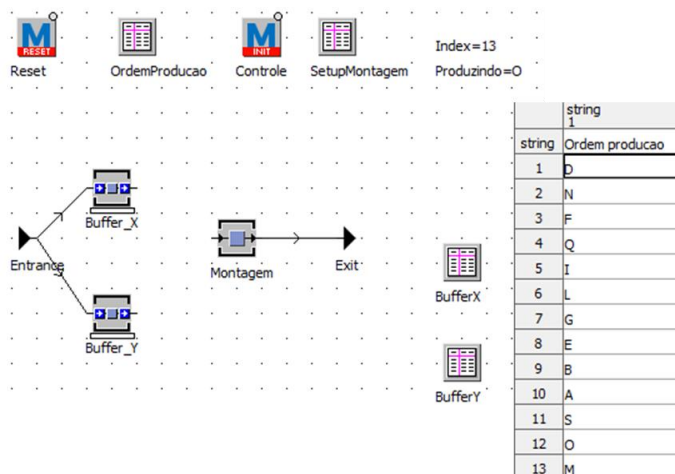 RESET
INIT
Reset
OrdemProducao
Controle
SetupMontagem
Index=13
Produzindo=O
Buffer_X
Entrance
Montagem
Exit
Buffer_Y
BufferX
BufferY
string
1
string Ordem producao
1 D
2 N
3 F
4 Q
5 I
6 L
7 G
8 E
9 B
10 A
11 S
12 O
13 M